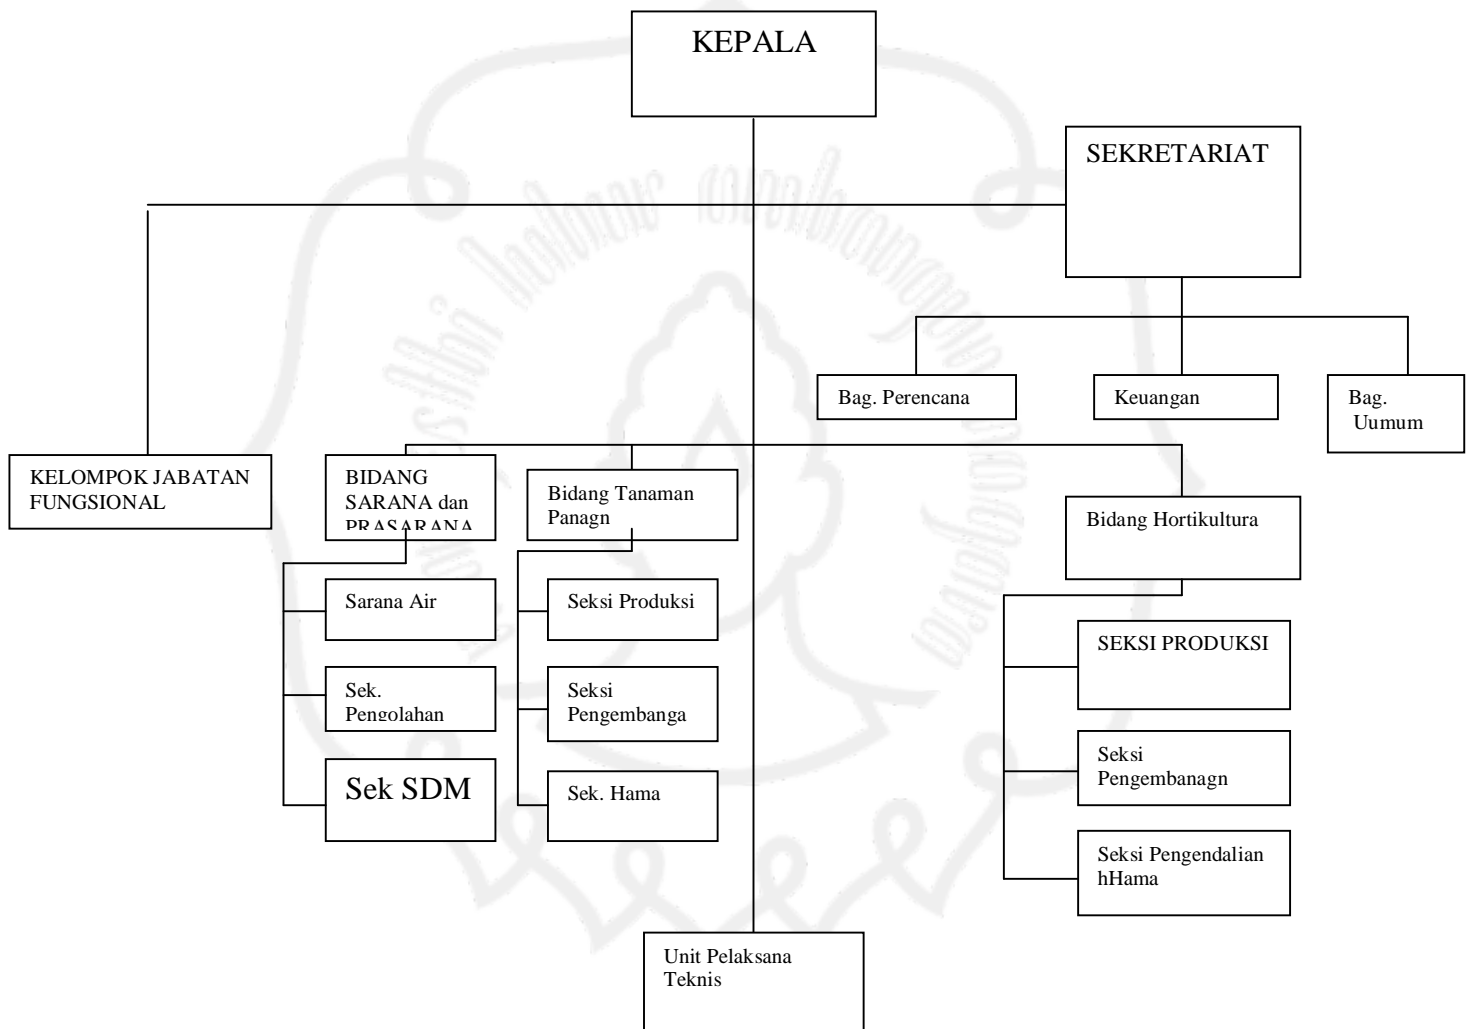 KEPALA
SEKRETARIAT
Bag. Perencana
Keuangan
Bag.
Uumum
KELOMPOK JABATAN
FUNGSIONAL
BIDANG
SARANA dan
PRASARANA
Bidang Tanaman
Panagn
Bidang Hortikultura
Sarana Air
Sek.
Pengolahan
Sek SDM
Seksi Produksi
Seksi
Pengembanga
Sek. Hama
SEKSI PRODUKSI
Seksi
Pengembanagn
Seksi Pengendalian
hHama
Unit Pelaksana
Teknis